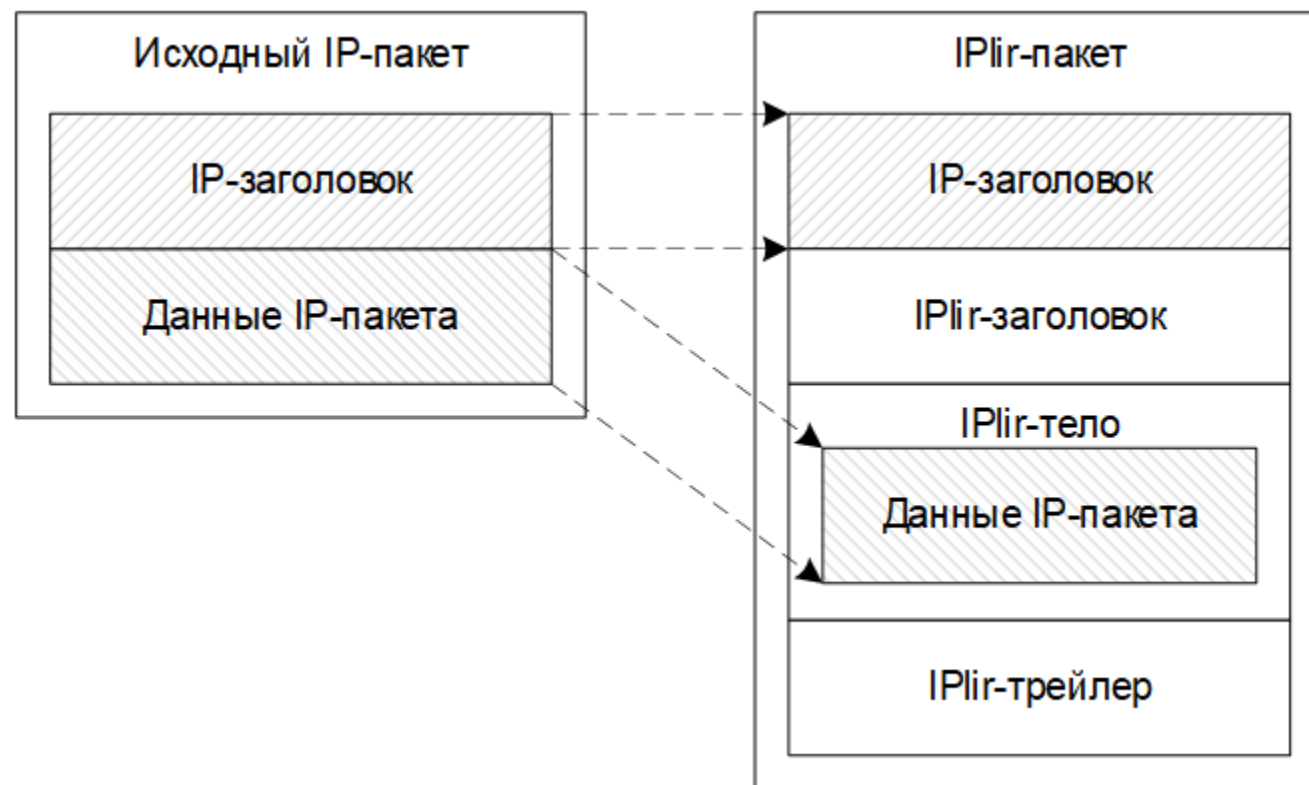 Исходный IP-пакет
IP-заголовок
Данные IP-пакета
IPlir-пакет
IP-заголовок
IPlir-заголовок
IPlir-тело
Данные IP-пакета
IPlir-трейлер